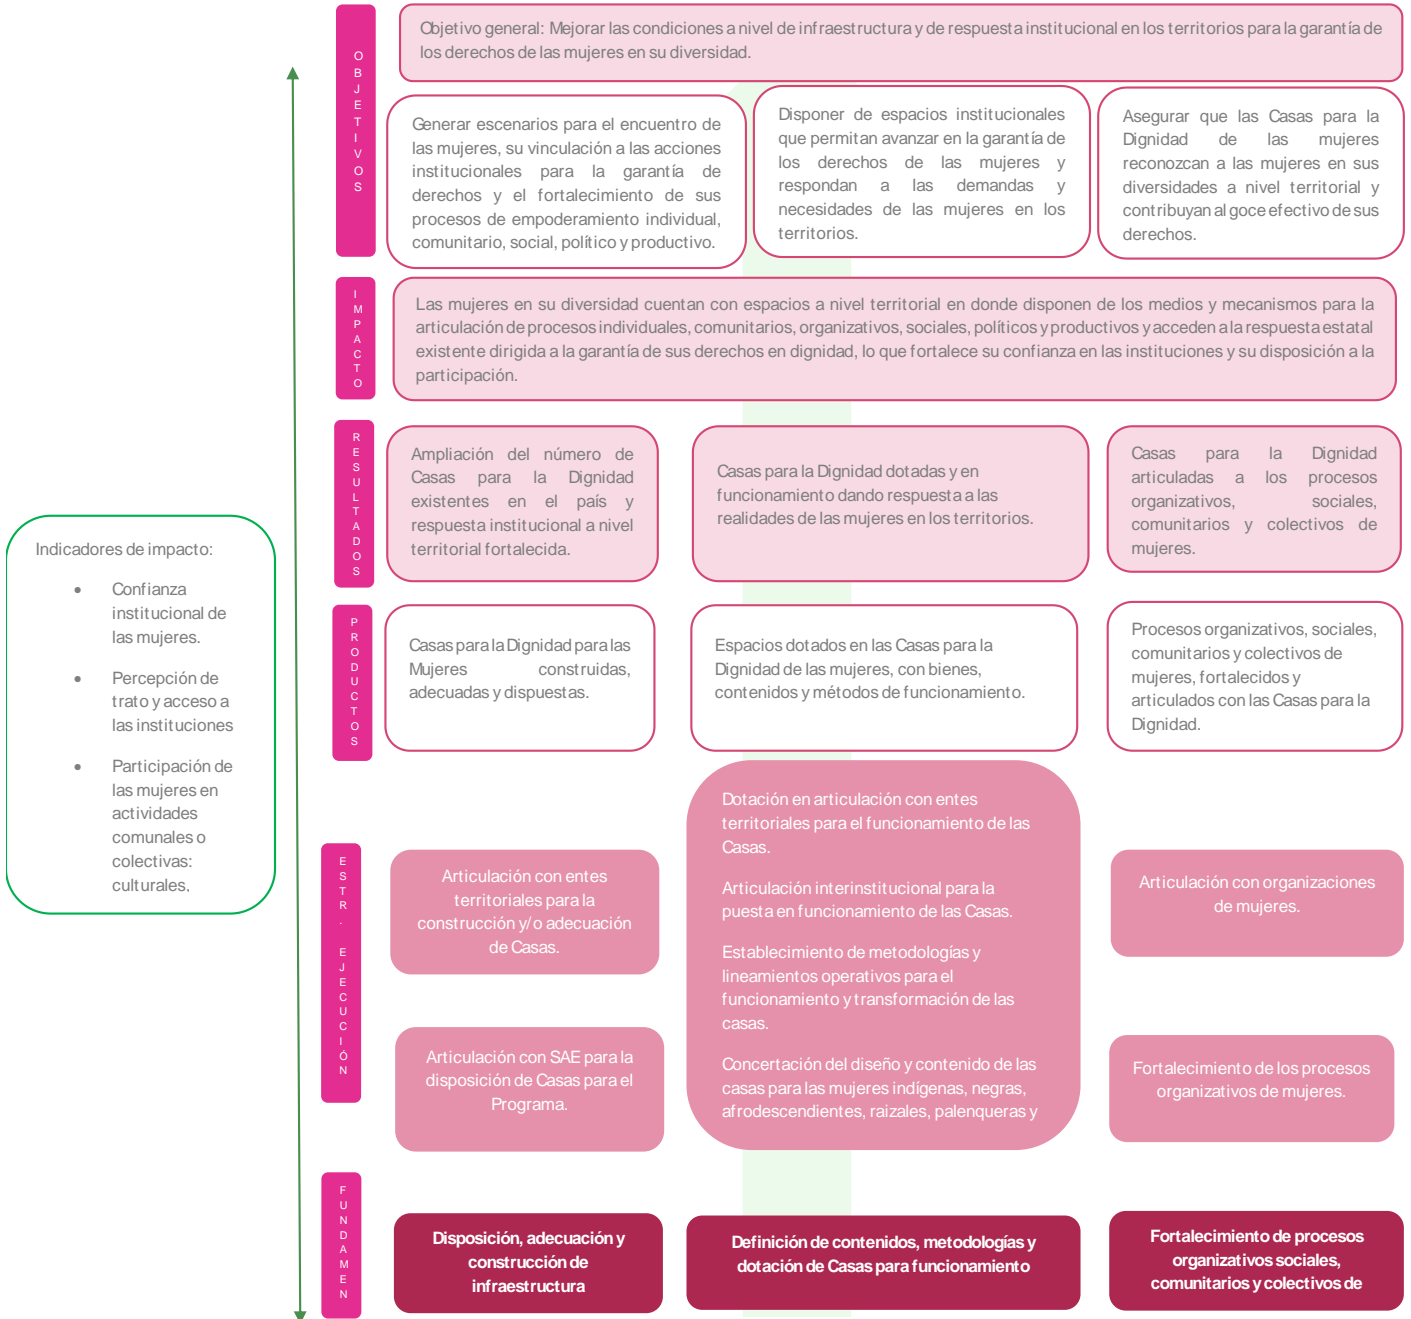 OBJETIVOS
Objetivo general: Mejorar las condiciones a nivel de infraestructura y de respuesta institucional en los territorios para la garantía de
los derechos de las mujeres en su diversidad.
Generar escenarios para el encuentro de
las mujeres, su vinculación a las acciones
institucionales para la garantía de
derechos y el fortalecimiento de sus
procesos de empoderamiento individual,
comunitario, social, político y productivo.
Disponer de espacios institucionales
que permitan avanzar en la garantía de
los derechos de las mujeres y
respondan a las demandas y
necesidades de las mujeres en los
territorios.
Asegurar que las Casas para la
Dignidad de las mujeres
reconozcan a las mujeres en sus
diversidades a nivel territorial y
contribuyan al goce efectivo de sus
derechos.
IMPACTO
Las mujeres en su diversidad cuentan con espacios a nivel territorial en donde disponen de los medios y mecanismos para la
articulación de procesos individuales, comunitarios, organizativos, sociales, políticos y productivos y acceden a la respuesta estatal
existente dirigida a la garantía de sus derechos en dignidad, lo que fortalece su confianza en las instituciones y su disposición a la
participación.
RESULTADOS
Ampliación del número de
Casas para la Dignidad
existentes en el país y
respuesta institucional a nivel
territorial fortalecida.
Casas para la Dignidad dotadas y en
funcionamiento dando respuesta a las
realidades de las mujeres en los territorios.
Casas para la Dignidad
articuladas a los procesos
organizativos, sociales,
comunitarios y colectivos de
mujeres.
Indicadores de impacto:
• Confianza
institucional de
las mujeres.
• Percepción de
trato y acceso a
las instituciones
• Participación de
las mujeres en
actividades
comunales o
colectivas:
culturales,
PRODUCTOS
Casas para la Dignidad para las
Mujeres construidas,
adecuadas y dispuestas.
Espacios dotados en las Casas para la
Dignidad de las mujeres, con bienes,
contenidos y métodos de funcionamiento.
Procesos organizativos, sociales,
comunitarios y colectivos de
mujeres, fortalecidos y
articulados con las Casas para la
Dignidad.
ESTR. EJECUCIÓN
Articulación con entes
territoriales para la
construcción y/o adecuación
de Casas.
Articulación con SAE para la
disposición de Casas para el
Programa.
Dotación en articulación con entes
territoriales para el funcionamiento de las
Casas.
Articulación interinstitucional para la
puesta en funcionamiento de las Casas.
Establecimiento de metodologías y
lineamientos operativos para el
funcionamiento y transformación de las
casas.
Concertación del diseño y contenido de las
casas para las mujeres indígenas, negras,
afrodescendientes, raizales, palenqueras y
Articulación con organizaciones
de mujeres.
Fortalecimiento de los procesos
organizativos de mujeres.
FUNDAMEN
Disposición, adecuación y
construcción de
infraestructura
Definición de contenidos, metodologías y
dotación de Casas para funcionamiento
Fortalecimiento de procesos
organizativos sociales,
comunitarios y colectivos de